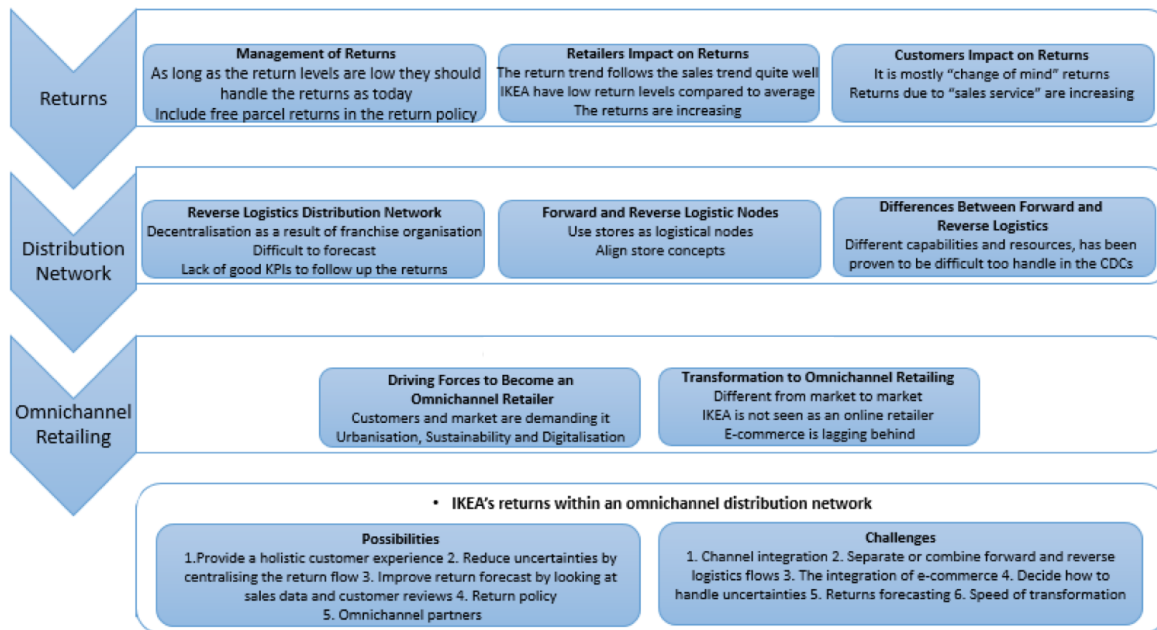 Returns
Management of Returns
As long as the return levels are low they should
handle the returns as today
Include free parcel returns in the return policy
Retailers Impact on Returns
The return trend follows the sales trend quite well
IKEA have low return levels compared to average
The returns are increasing
Customers Impact on Returns
It is mostly “change of mind” returns
Returns due to “sales service” are increasing
Distribution
Network
Reverse Logistics Distribution Network
Decentralisation as a result of franchise organisation
Difficult to forecast
Lack of good KPIs to follow up the returns
Forward and Reverse Logistic Nodes
Use stores as logistical nodes
Align store concepts
Differences Between Forward and
Reverse Logistics
Different capabilities and resources, has been
proven to be difficult too handle in the CDCs
Omnichannel
Retailing
Driving Forces to Become an
Omnichannel Retailer
Customers and market are demanding it
Urbanisation, Sustainability and Digitalisation
Transformation to Omnichannel Retailing
Different from market to market
IKEA is not seen as an online retailer
E-commerce is lagging behind
• IKEA’s returns within an omnichannel distribution network
Possibilities
1.Provide a holistic customer experience 2. Reduce uncertainties by
centralising the return flow 3. Improve return forecast by looking at
sales data and customer reviews 4. Return policy
5. Omnichannel partners
Challenges
1. Channel integration 2. Separate or combine forward and reverse
logistics flows 3. The integration of e-commerce 4. Decide how to
handle uncertainties 5. Returns forecasting 6. Speed of transformation